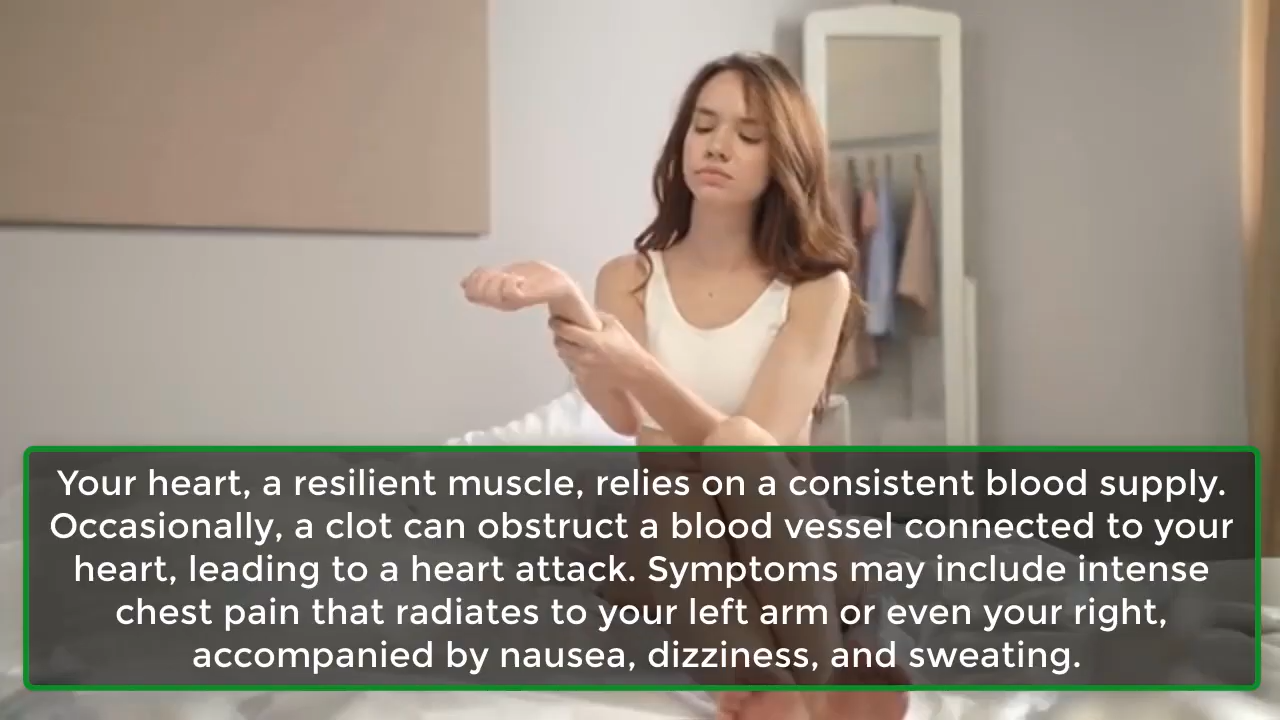 Your heart, a resilient muscle, relies on a consistent blood supply.
Occasionally, a clot can obstruct a blood vessel connected to your
heart, leading to a heart attack. Symptoms may include intense
chest pain that radiates to your left arm or even your right,
accompanied by nausea, dizziness, and sweating.